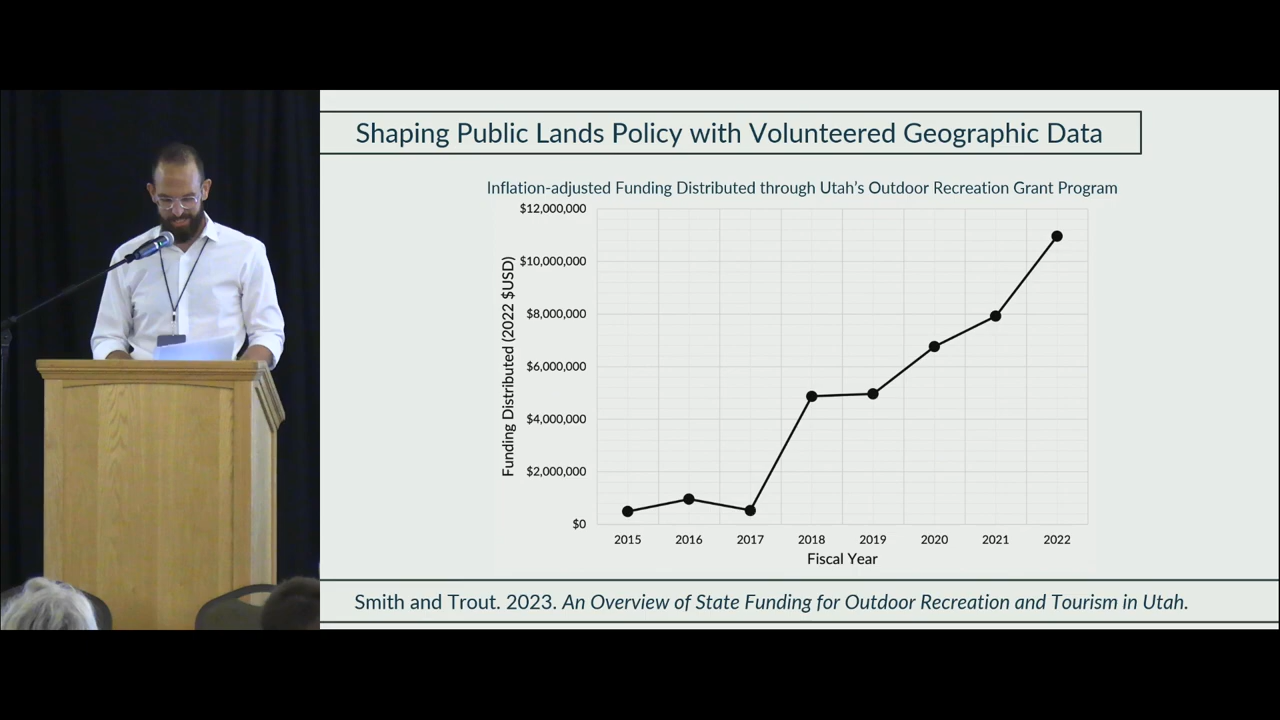 Shaping Public Lands Policy with Volunteered Geographic Data
Inflation-adjusted Funding Distributed through Utah's Outdoor Recreation Grant Program
Funding Distributed (2022 $USD)
$12,000,000
$10,000,000
$8,000,000
$6,000,000
$4,000,000
$2,000,000
$0
2015 2016 2017 2018 2019 2020 2021 2022
Fiscal Year
Smith and Trout. 2023. An Overview of State Funding for Outdoor Recreation and Tourism in Utah.